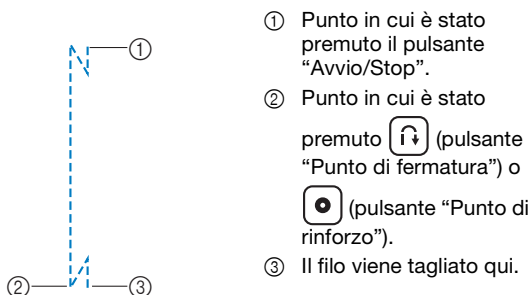 ① Punto in cui è stato
premuto il pulsante
“Avvio/Stop”.
② Punto in cui è stato
premuto (pulsante
“Punto di fermatura”) o
(pulsante “Punto di
rinforzo”).
③ Il filo viene tagliato qui.
①
②
③